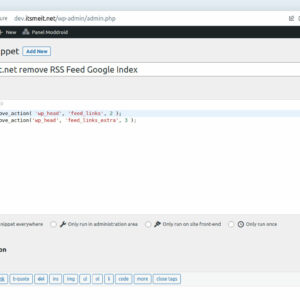 dev.itsmeit.net/wp-admin/admin.php
New Panel Moddroid
nippet Add New
t.net remove RSS Feed Google Index
ove_action( 'wp_head', 'feed_links', 2 );
ove_action('wp_head', 'feed_links_extra', 3 );
snippet everywhere Only run in administration area Only run on site front-end Only run once
on
b-quote del ins img ul ol li code more close tags